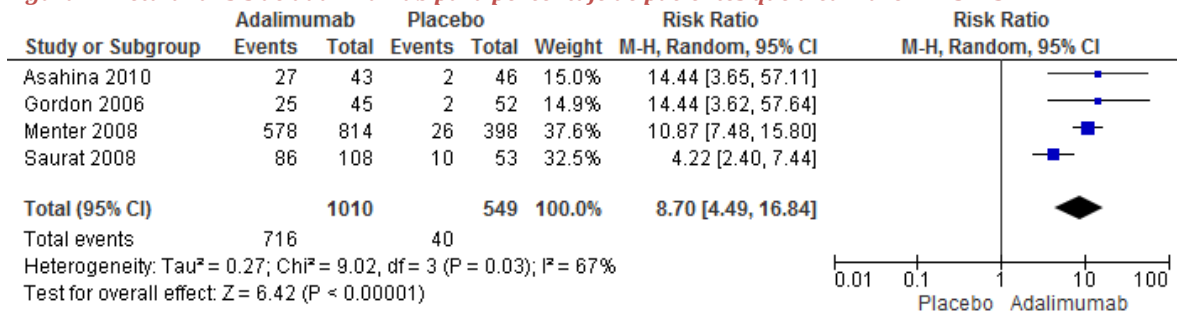 Adalimumab Placebo Risk Ratio Risk Ratio
Study or Subgroup Events Total Events Total Weight M-H, Random, 95% CI M-H, Random, 95% CI
Asahina 2010 27 43 2 46 15.0% 14.44 [3.65, 57.11]
Gordon 2006 25 45 2 52 14.9% 14.44 [3.62, 57.64]
Menter 2008 578 814 26 398 37.6% 10.87 [7.48, 15.80]
Saurat 2008 86 108 10 53 32.5% 4.22 [2.40, 7.44]
Total (95% CI) 1010 549 100.0% 8.70 [4.49, 16.84]
Total events 716 40
Heterogeneity: Tau² = 0.27; Chi² = 9.02, df = 3 (P = 0.03); I² = 67%
Test for overall effect: Z = 6.42 (P < 0.00001)
0.01 0.1 1 10 100
Placebo Adalimumab